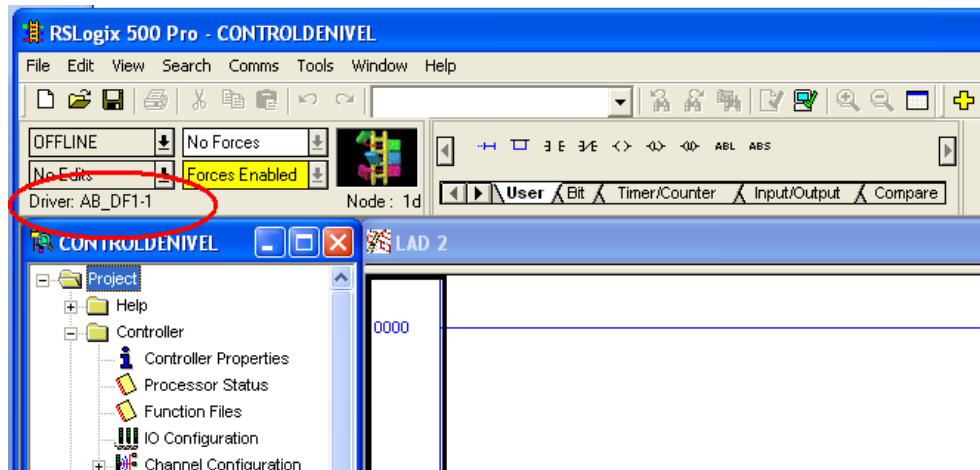 RSLogix 500 Pro - CONTROLDENIVEL
File Edit View Search Comms Tools Window Help
OFFLINE No Forces
No Edits Forces Enabled
Driver: AB_DF1-1 Node : 1d
ABL ABS
User Bit Timer/Counter Input/Output Compare
CONTROLDENIVEL
LAD 2
Project
Help
Controller
Controller Properties
Processor Status
Function Files
IO Configuration
Channel Configuration
0000